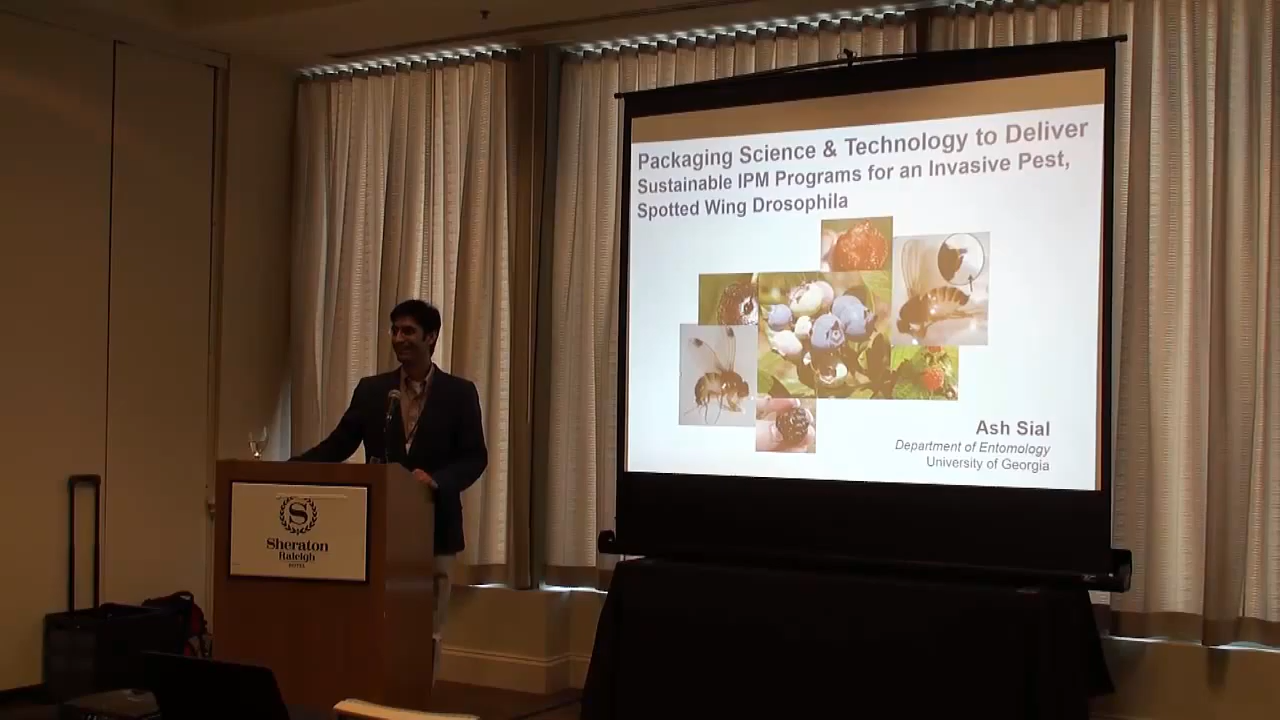 Packaging Science & Technology to Deliver
Sustainable IPM Programs for an Invasive Pest,
Spotted Wing Drosophila
Ash Sial
Department of Entomology
University of Georgia
S
Sheraton
Raleigh
HOTEL